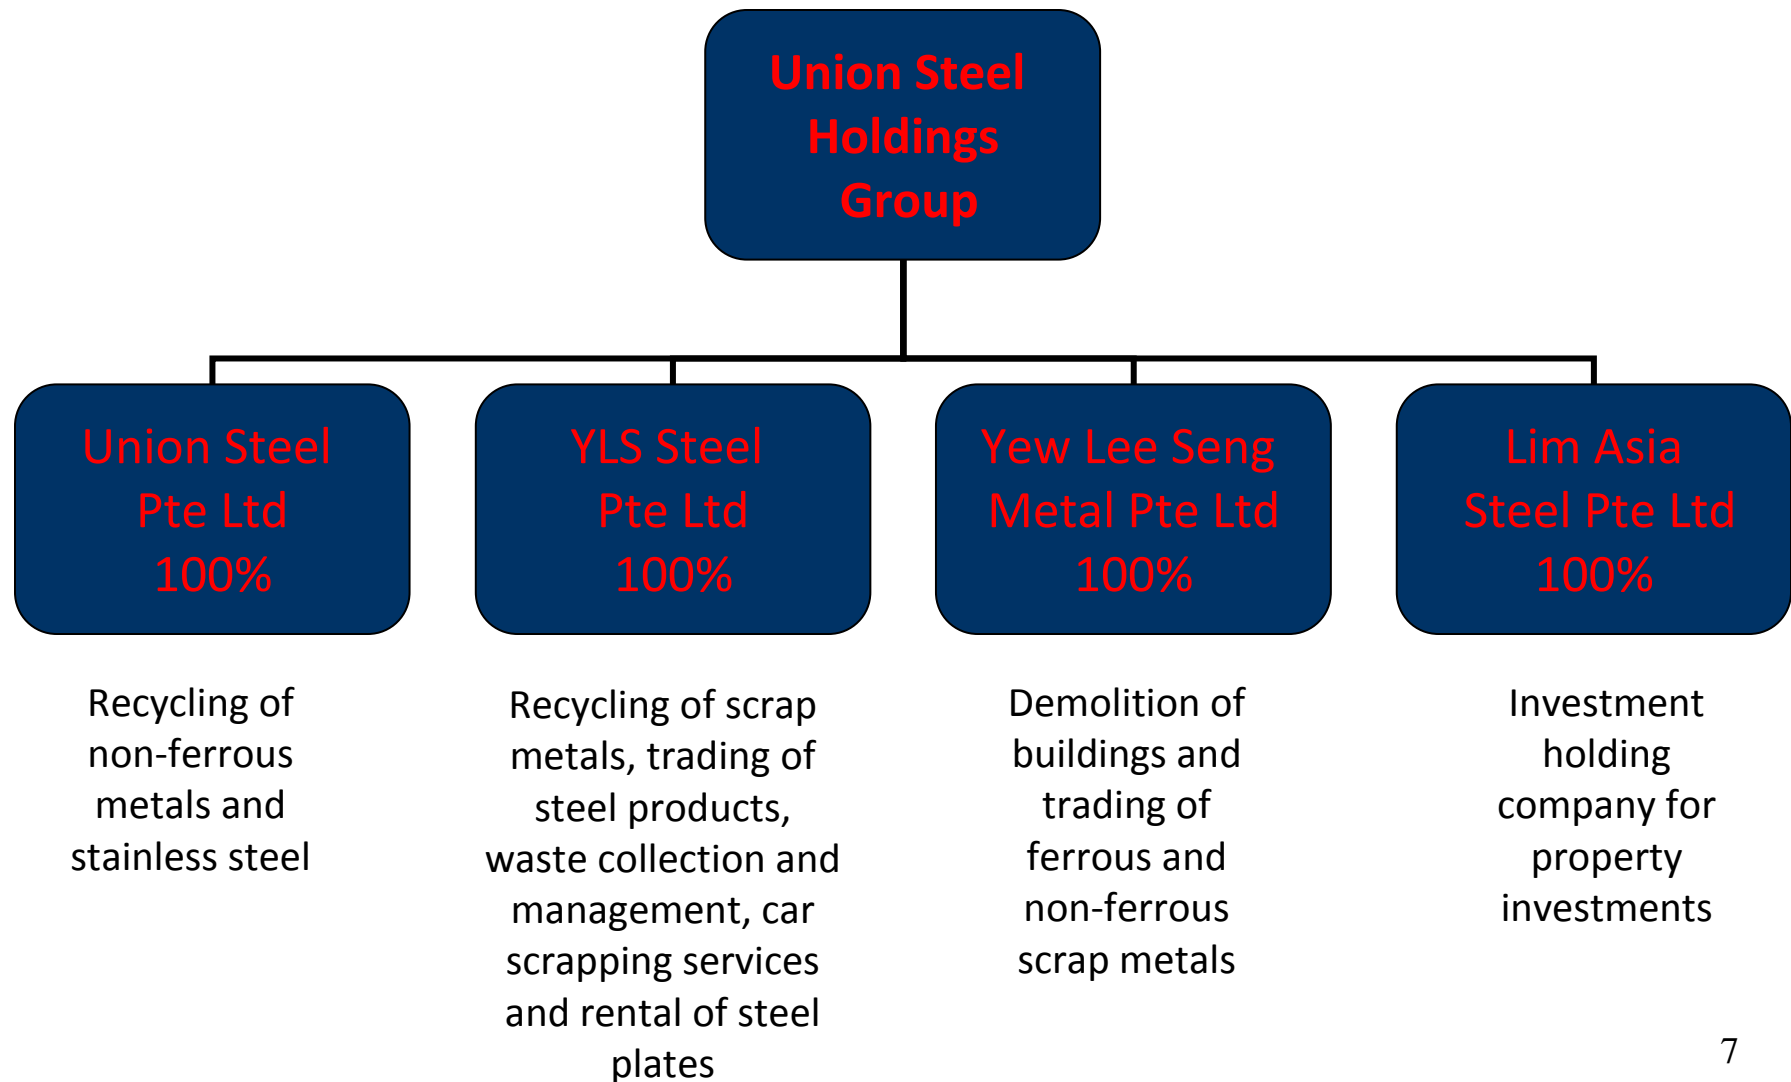 Union Steel
Holdings
Group
Union Steel
Pte Ltd
100%
YLS Steel
Pte Ltd
100%
Yew Lee Seng
Metal Pte Ltd
100%
Lim Asia
Steel Pte Ltd
100%
Recycling of
non-ferrous
metals and
stainless steel
Recycling of scrap
metals, trading of
steel products,
waste collection and
management, car
scrapping services
and rental of steel
plates
Demolition of
buildings and
trading of
ferrous and
non-ferrous
scrap metals
Investment
holding
company for
property
investments
7